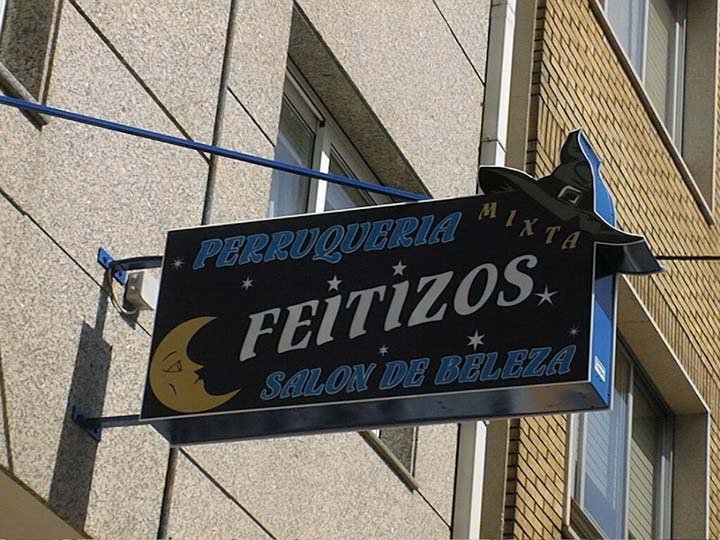 PERRUQUERIA MIXTA
FEITIZOS
SALON DE BELEZA